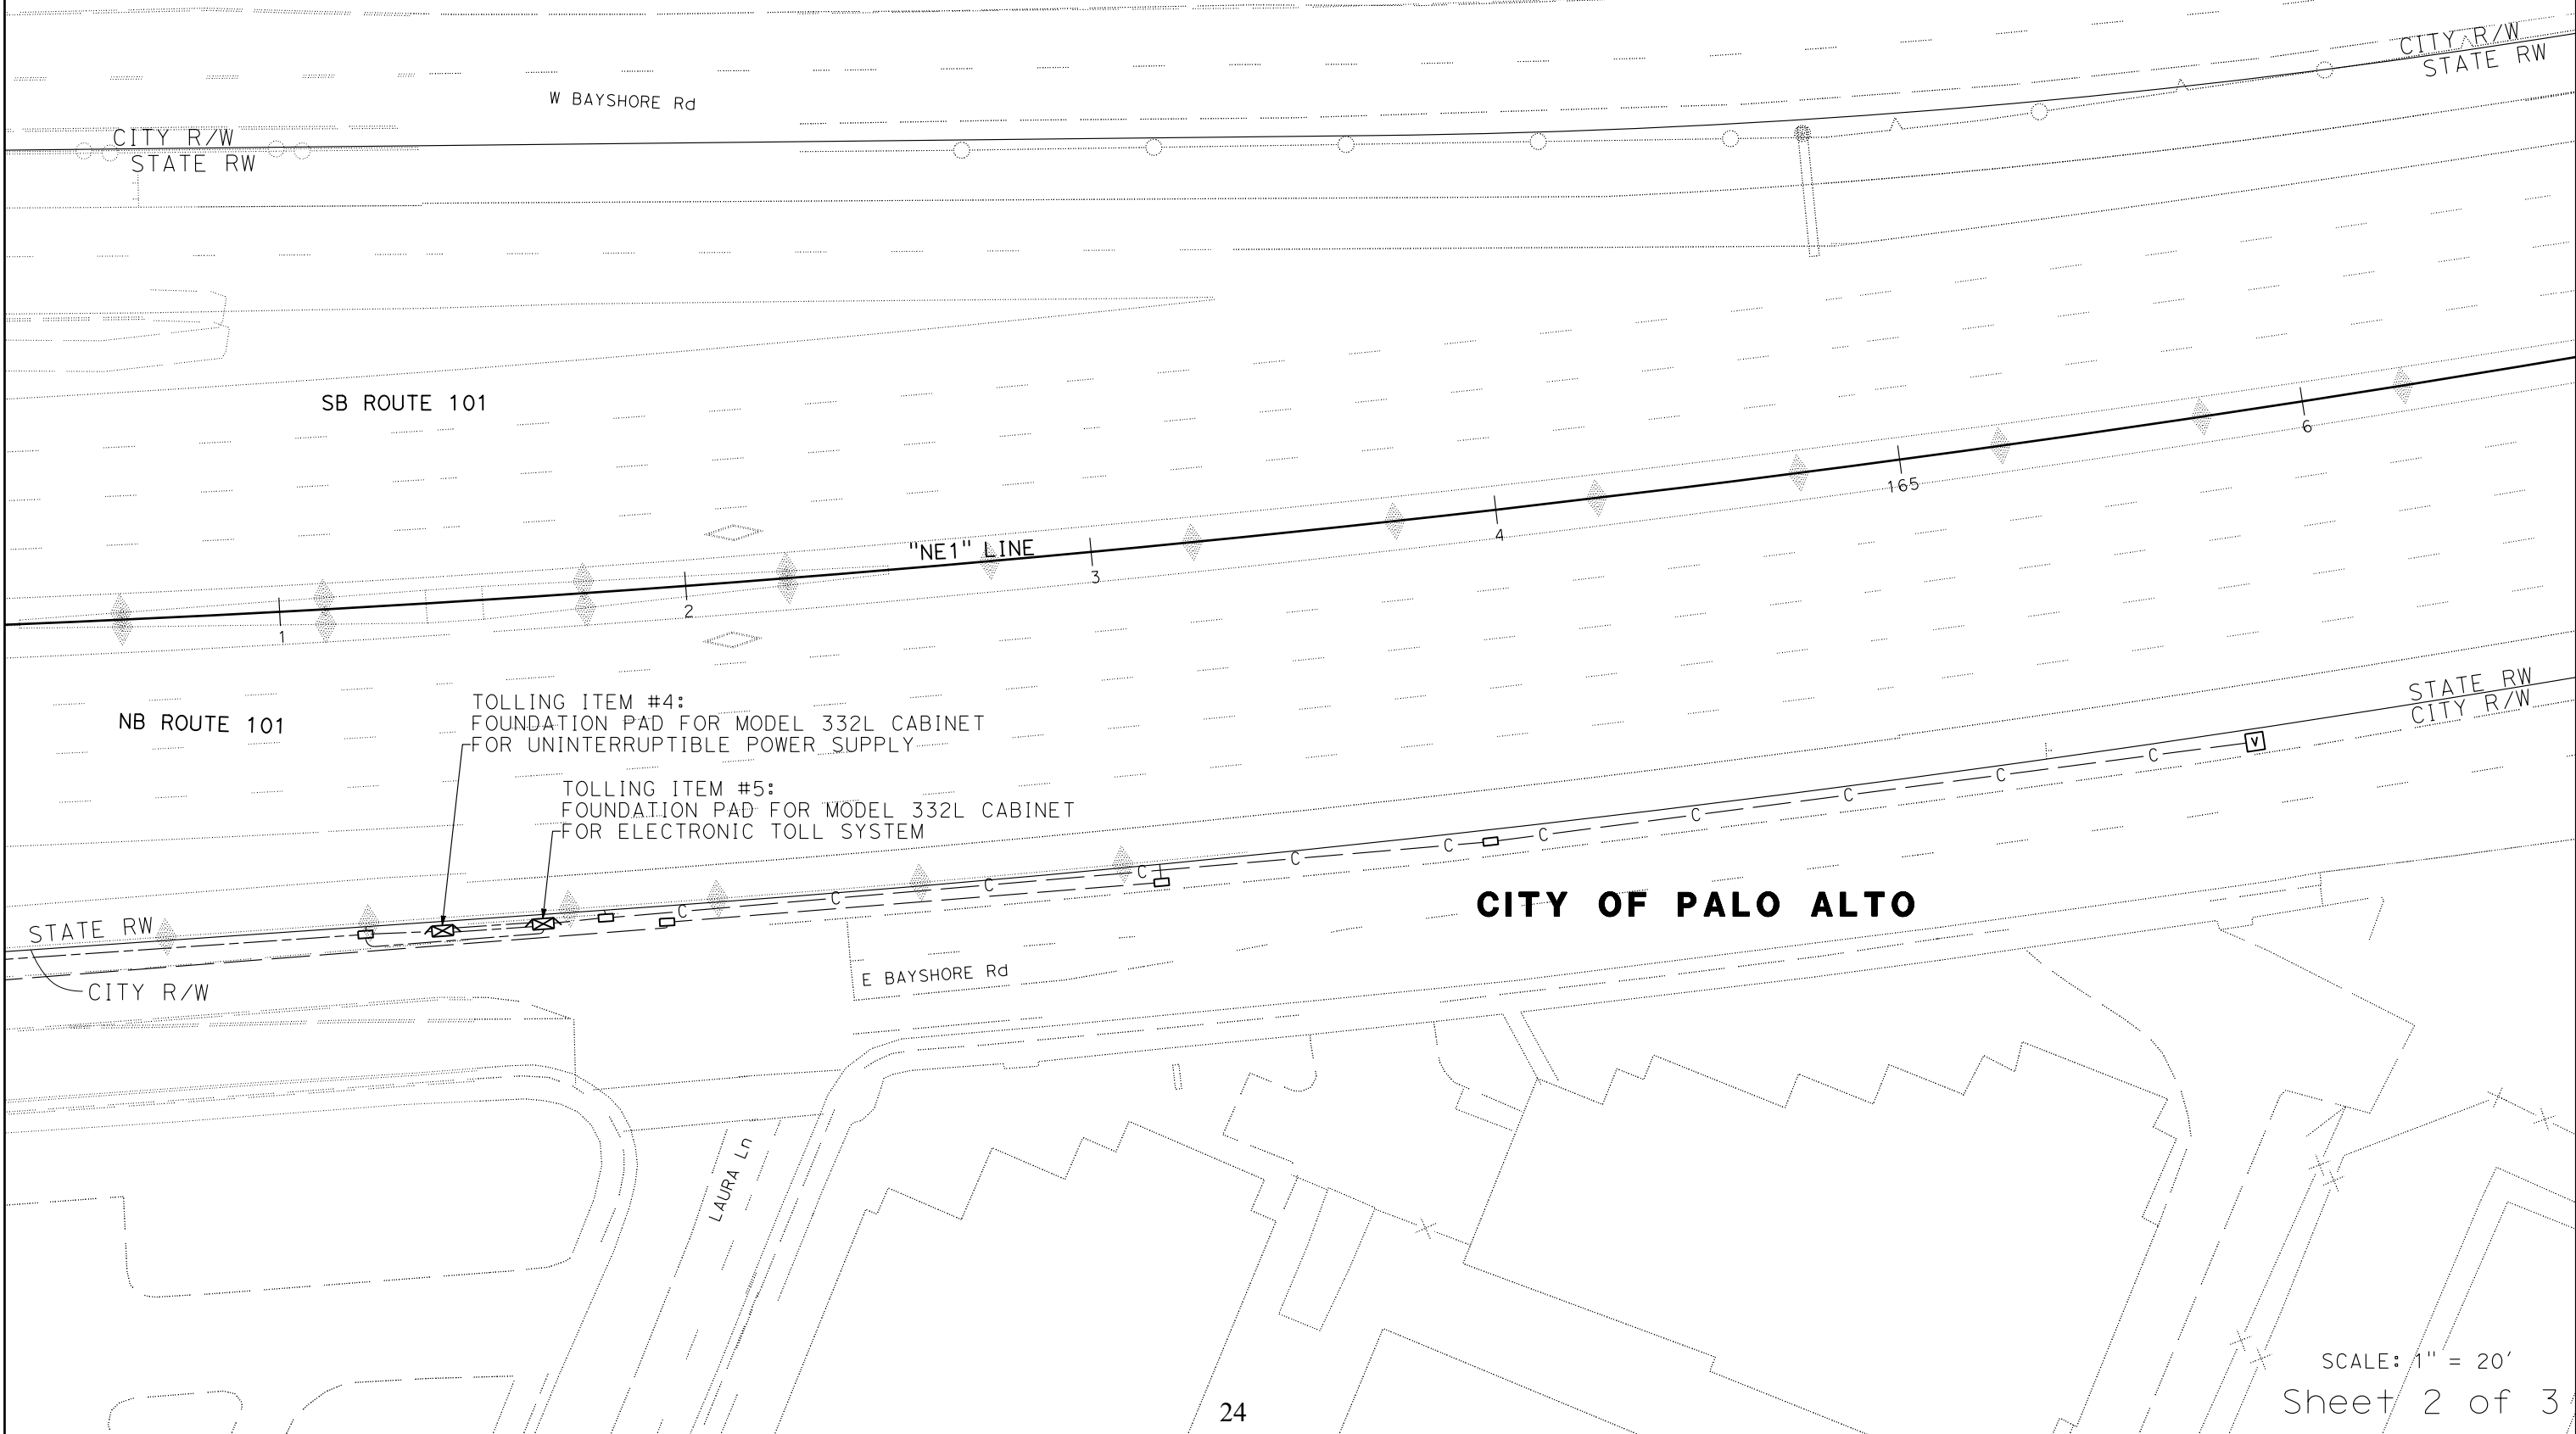 CITY R/W
STATE RW
W BAYSHORE Rd
CITY R/W
STATE RW
SB ROUTE 101
6
165
4
"NE1" LINE
3
2
1
STATE RW
CITY R/W
TOLLING ITEM #4:
FOUNDATION PAD FOR MODEL 332L CABINET
FOR UNINTERRUPTIBLE POWER SUPPLY
NB ROUTE 101
V
C
C
C
C
C
C
C
C
C
C
C
TOLLING ITEM #5:
FOUNDATION PAD FOR MODEL 332L CABINET
FOR ELECTRONIC TOLL SYSTEM
CITY OF PALO ALTO
STATE RW
CITY R/W
E BAYSHORE Rd
LAURA Ln
SCALE: 1" = 20'
Sheet 2 of 3
24